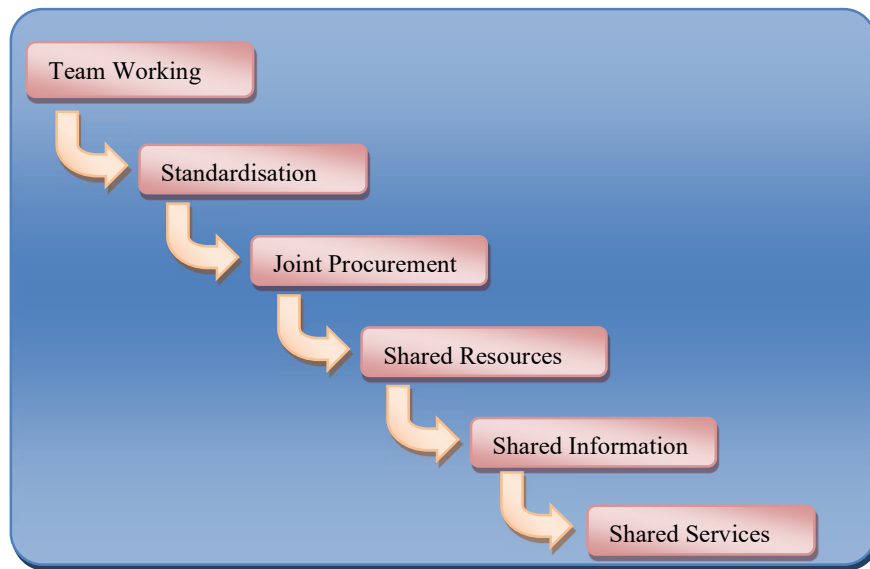 Team Working
Standardisation
Joint Procurement
Shared Resources
Shared Information
Shared Services